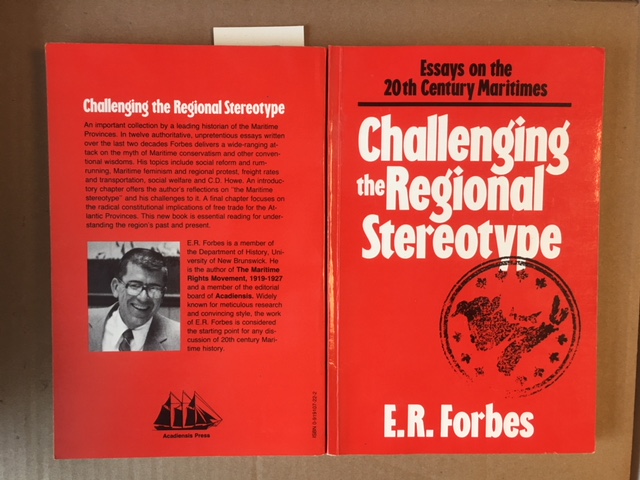 Challenging the Regional Stereotype
An important collection by a leading historian of the Maritime
Provinces. In twelve authoritative, unpretentious essays written
over the last two decades Forbes delivers a wide-ranging at-
tack on the myth of Maritime conservatism and other conven-
tional wisdoms. His topics include social reform and rum-
running, Maritime feminism and regional protest, freight rates
and transportation, social welfare and C.D. Howe. An introduc-
tory chapter offers the author's reflections on "the Maritime
stereotype" and his challenges to it. A final chapter focuses on
the radical constitutional implications of free trade for the At-
lantic Provinces. This new book is essential reading for under-
standing the region's past and present.
E.R. Forbes is a member of
the Department of History, Uni-
versity of New Brunswick. He
is the author of The Maritime
Rights Movement, 1919-1927
and a member of the editorial
board of Acadiensis. Widely
known for meticulous research
and convincing style, the work
of E.R. Forbes is considered
the starting point for any dis-
cussion of 20th century Mari-
time history.
Acadiensis Press
Essays on the
20th Century Maritimes
Challenging
the Regional
Stereotype
E.R. Forbes